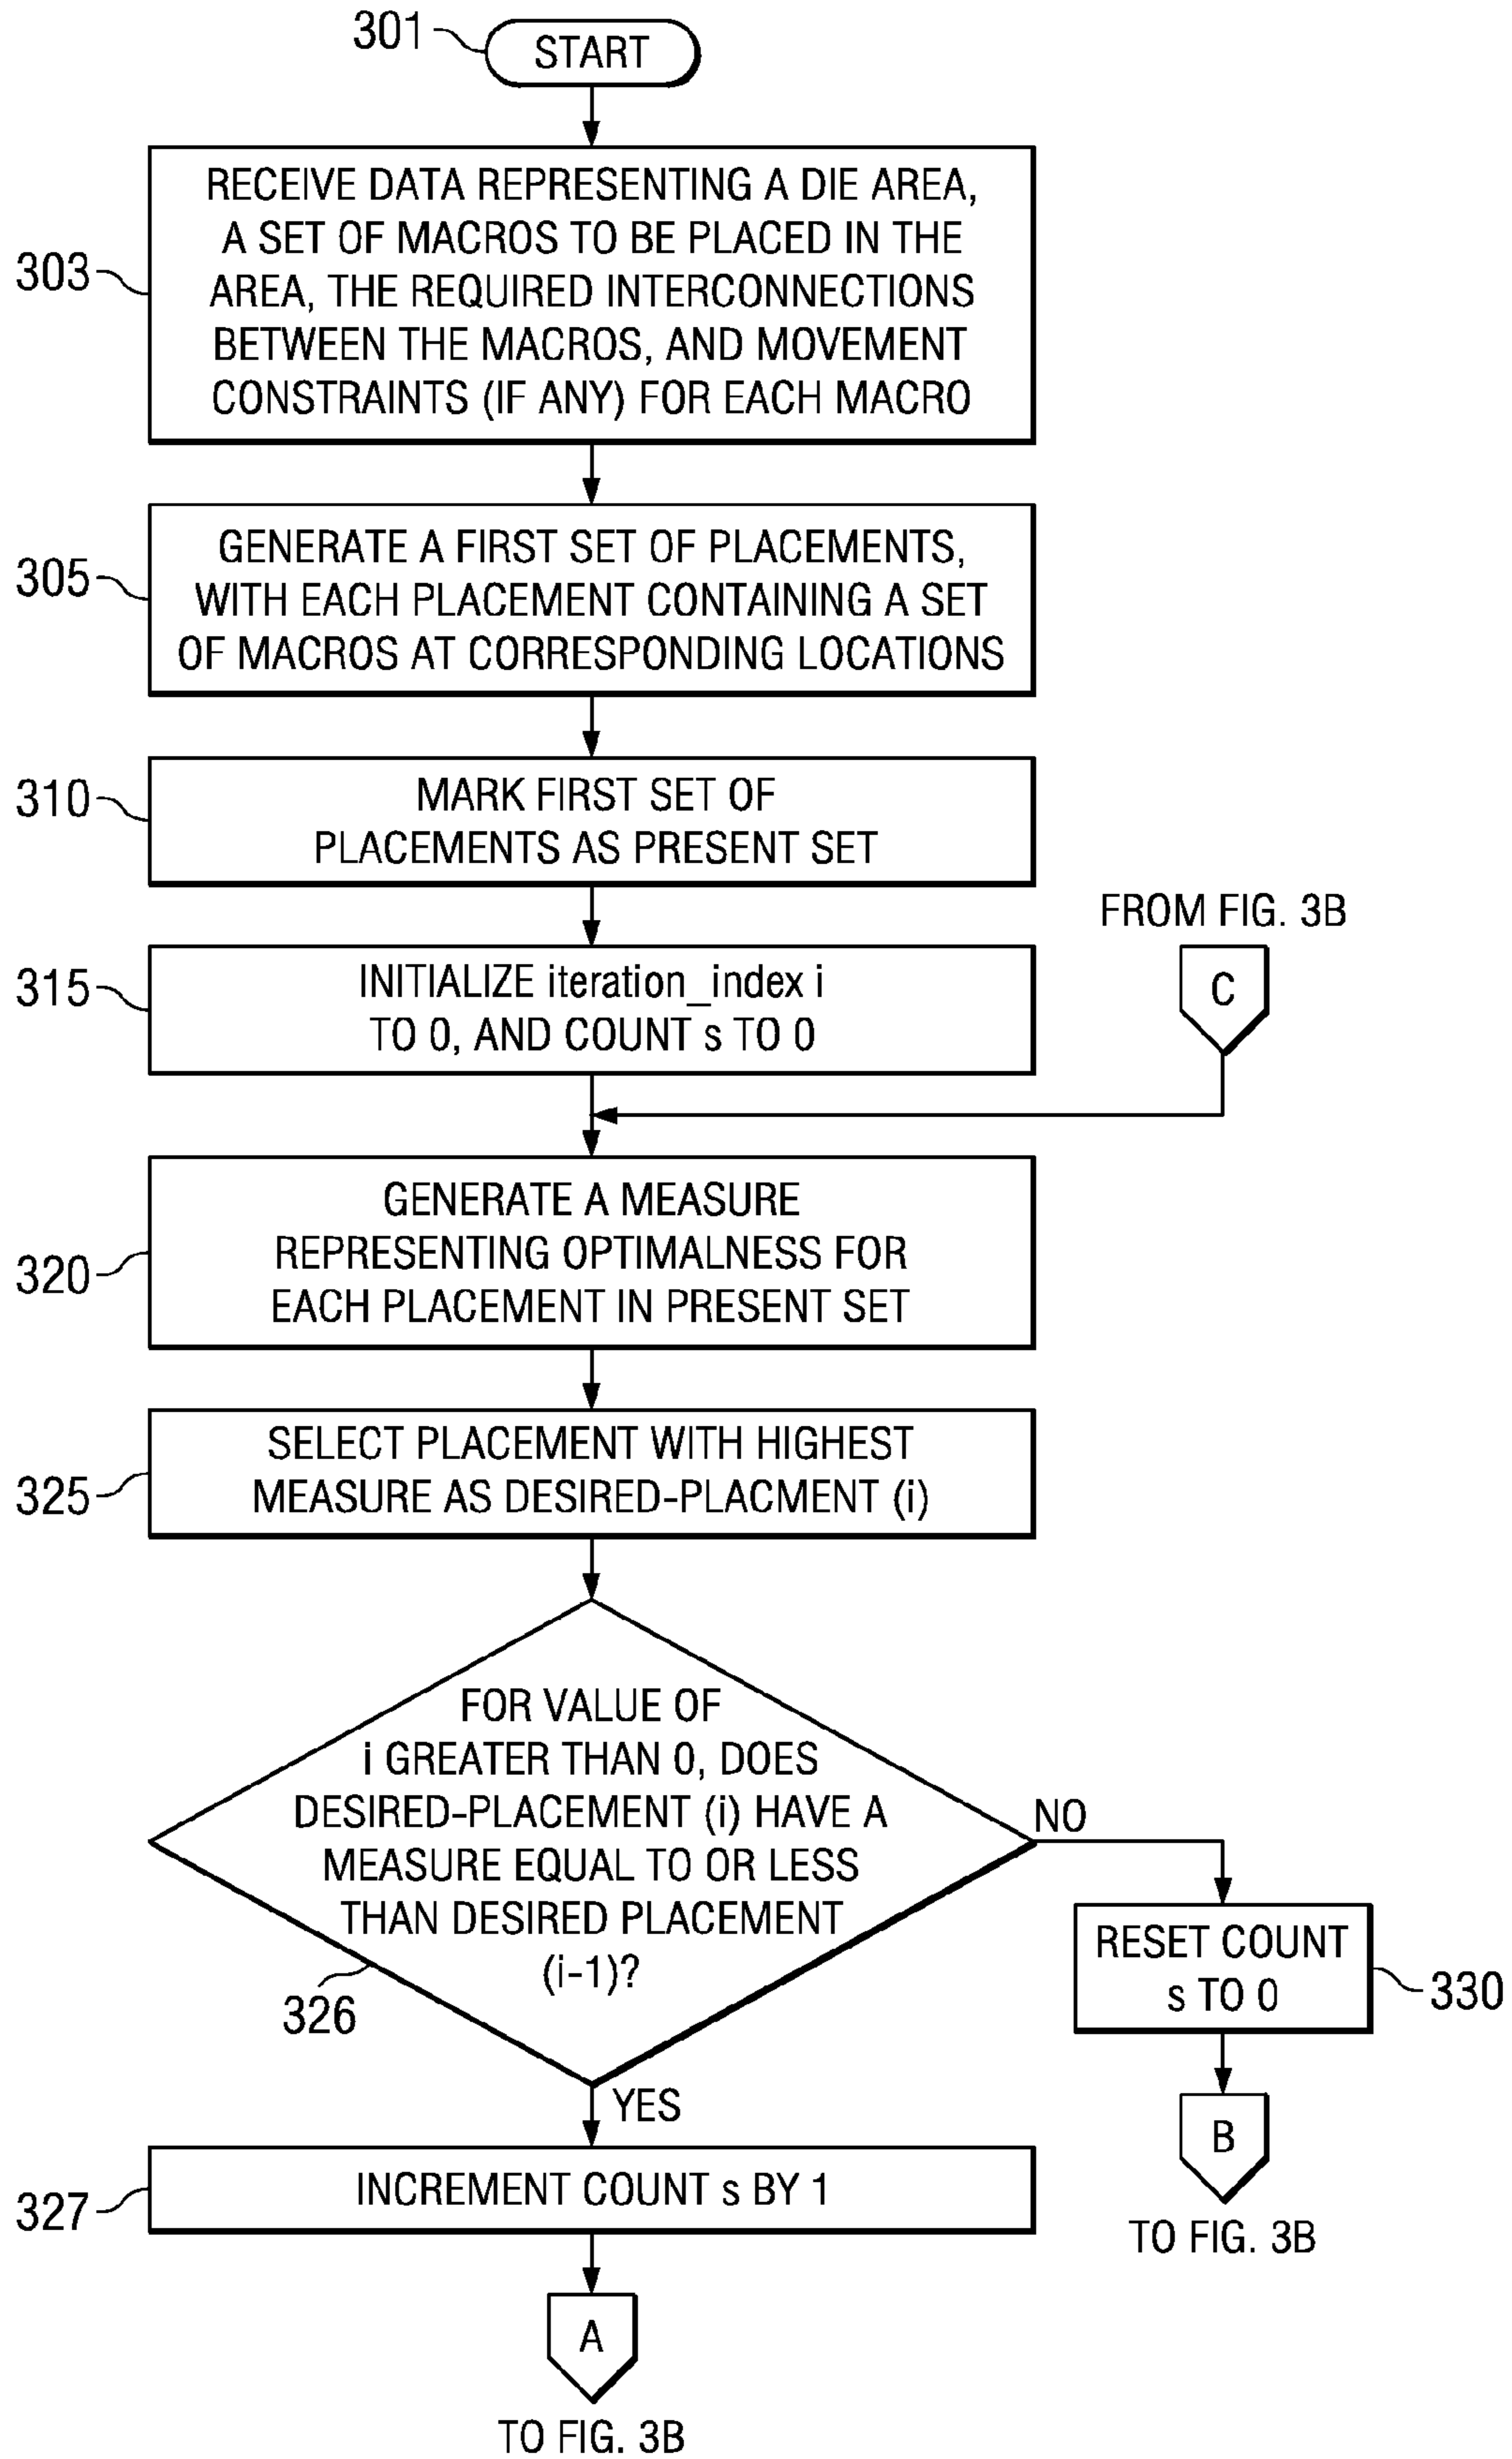 301
START
303
RECEIVE DATA REPRESENTING A DIE AREA,
A SET OF MACROS TO BE PLACED IN THE
AREA, THE REQUIRED INTERCONNECTIONS
BETWEEN THE MACROS, AND MOVEMENT
CONSTRAINTS (IF ANY) FOR EACH MACRO
305
GENERATE A FIRST SET OF PLACEMENTS,
WITH EACH PLACEMENT CONTAINING A SET
OF MACROS AT CORRESPONDING LOCATIONS
310
MARK FIRST SET OF
PLACEMENTS AS PRESENT SET
FROM FIG. 3B
C
315
INITIALIZE iteration_index i
TO 0, AND COUNT s TO 0
320
GENERATE A MEASURE
REPRESENTING OPTIMALNESS FOR
EACH PLACEMENT IN PRESENT SET
325
SELECT PLACEMENT WITH HIGHEST
MEASURE AS DESIRED-PLACMENT (i)
FOR VALUE OF
i GREATER THAN 0, DOES
DESIRED-PLACEMENT (i) HAVE A
MEASURE EQUAL TO OR LESS
THAN DESIRED PLACEMENT
(i-1)?
326
NO
RESET COUNT
s TO 0
330
B
TO FIG. 3B
YES
327
INCREMENT COUNT s BY 1
A
TO FIG. 3B